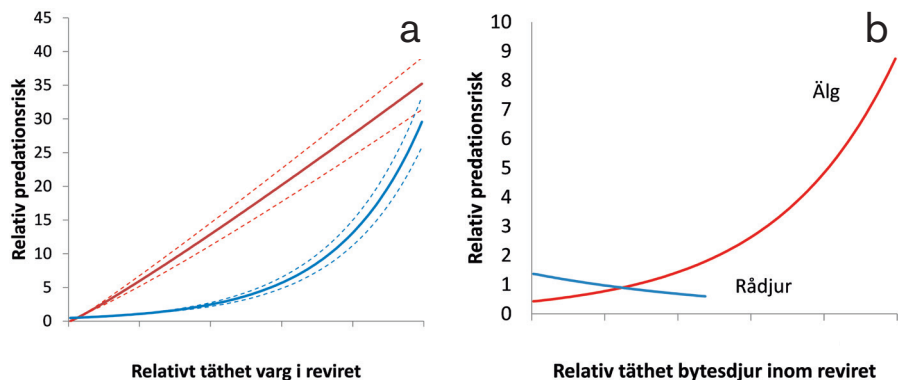 a
45
40
35
30
25
20
15
10
5
0
Relativ predationsrisk
Relativt täthet varg i reviret
b
10
9
8
7
6
5
4
3
2
1
0
Relativ predationsrisk
Älg
Rådjur
Relativ täthet bytesdjur inom reviret